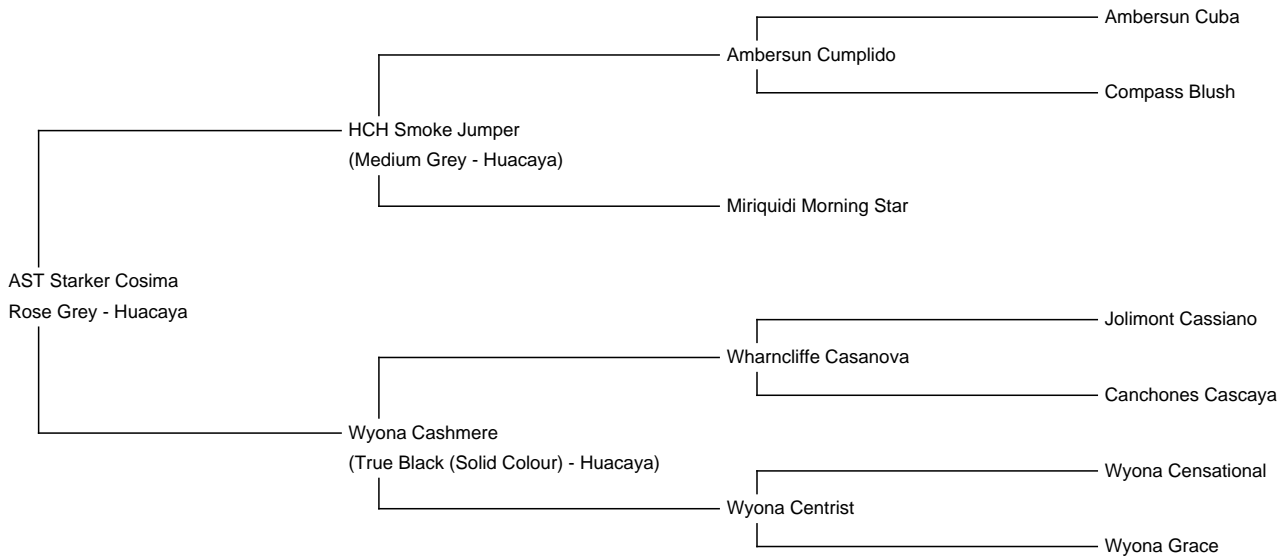 Ambersun Cuba
Ambersun Cumplido
Compass Blush
HCH Smoke Jumper
(Medium Grey - Huacaya)
Miriquidi Morning Star
AST Starker Cosima
Rose Grey - Huacaya
Jolimont Cassiano
Wharncliffe Casanova
Canchones Cascaya
Wyona Cashmere
(True Black (Solid Colour) - Huacaya)
Wyona Censational
Wyona Centrist
Wyona Grace